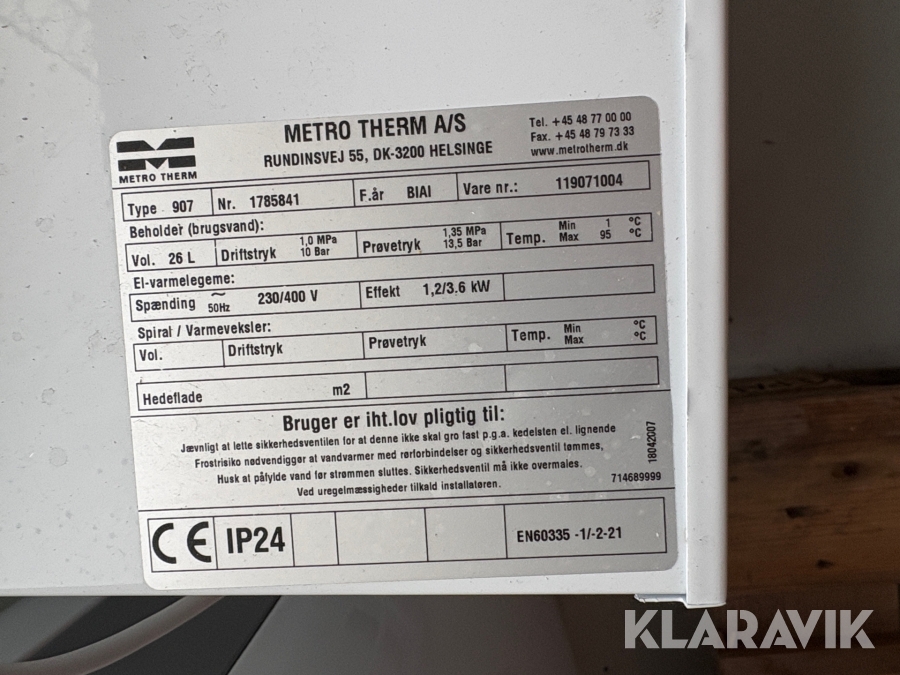 METRO THERM
METRO THERM A/S
RUNDINSVEJ 55, DK-3200 HELSINGE
Tel. +45 48 77 00 00
Fax. +45 48 79 73 33
www.metrotherm.dk
Type 907 Nr. 1785841 F.år BIAI Vare nr.: 119071004
Beholder (brugsvand):
Vol. 26 L Driftstryk 1,0 MPa 10 Bar Prøvetryk 1,35 MPa 13,5 Bar Temp. Min 1 °C Max 95 °C
El-varmelegeme:
Spænding ~ 50Hz 230/400 V Effekt 1,2/3.6 kW
Spiral / Varmeveksler:
Vol. Driftstryk Prøvetryk Temp. Min °C Max °C
Hedeflade m2
Bruger er iht.lov pligtig til:
Jævnligt at lette sikkerhedsventilen for at denne ikke skal gro fast p.g.a. kedelsten el. lignende
Frostrisiko nødvendiggør at vandvarmer med rørforbindelser og sikkerhedsventil tømmes,
Husk at påfylde vand før strømmen sluttes. Sikkerhedsventil må ikke overmales.
Ved uregelmæssigheder tilkald installatøren.
18042007
714689999
CE IP24 EN60335 -1/-2-21
KLARAVIK